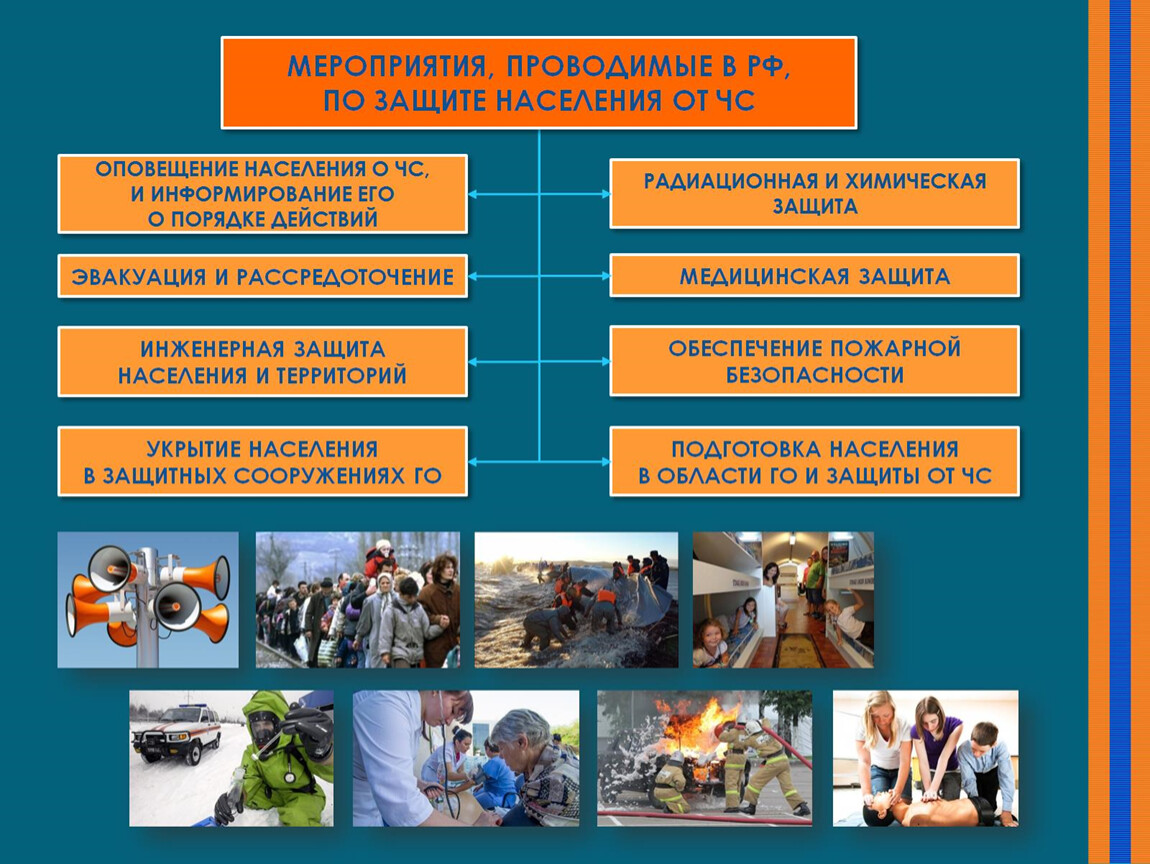 МЕРОПРИЯТИЯ, ПРОВОДИМЫЕ В РФ,
ПО ЗАЩИТЕ НАСЕЛЕНИЯ ОТ ЧС
ОПОВЕЩЕНИЕ НАСЕЛЕНИЯ О ЧС,
И ИНФОРМИРОВАНИЕ ЕГО
О ПОРЯДКЕ ДЕЙСТВИЙ
РАДИАЦИОННАЯ И ХИМИЧЕСКАЯ
ЗАЩИТА
ЭВАКУАЦИЯ И РАССРЕДОТОЧЕНИЕ
МЕДИЦИНСКАЯ ЗАЩИТА
ИНЖЕНЕРНАЯ ЗАЩИТА
НАСЕЛЕНИЯ И ТЕРРИТОРИЙ
ОБЕСПЕЧЕНИЕ ПОЖАРНОЙ
БЕЗОПАСНОСТИ
УКРЫТИЕ НАСЕЛЕНИЯ
В ЗАЩИТНЫХ СООРУЖЕНИЯХ ГО
ПОДГОТОВКА НАСЕЛЕНИЯ
В ОБЛАСТИ ГО И ЗАЩИТЫ ОТ ЧС